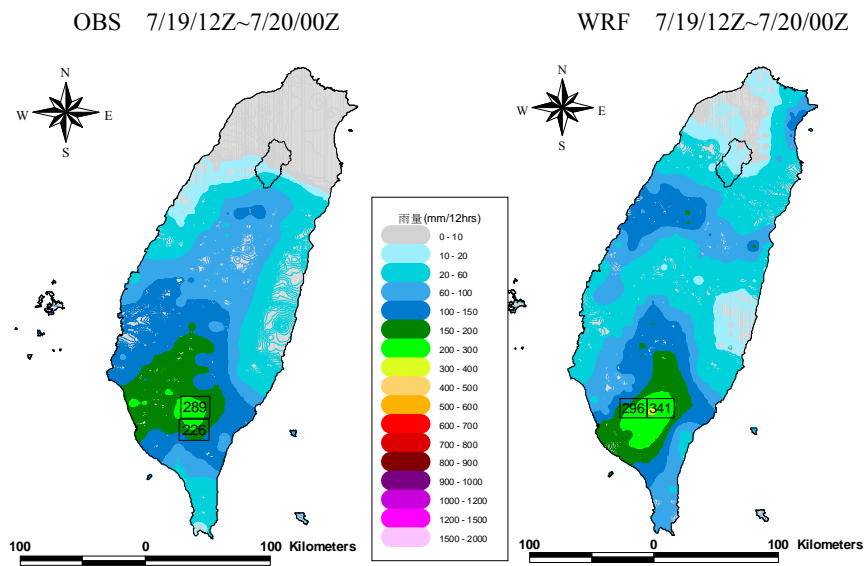 OBS 7/19/12Z~7/20/00Z
WRF 7/19/12Z~7/20/00Z
N
W E
S
N
W E
S
雨量(mm/12hrs)
0 - 10
10 - 20
20 - 60
60 - 100
100 - 150
150 - 200
200 - 300
300 - 400
400 - 500
500 - 600
600 - 700
700 - 800
800 - 900
900 - 1000
1000 - 1200
1200 - 1500
1500 - 2000
289
226
296 341
100 0 100 Kilometers
100 0 100 Kilometers